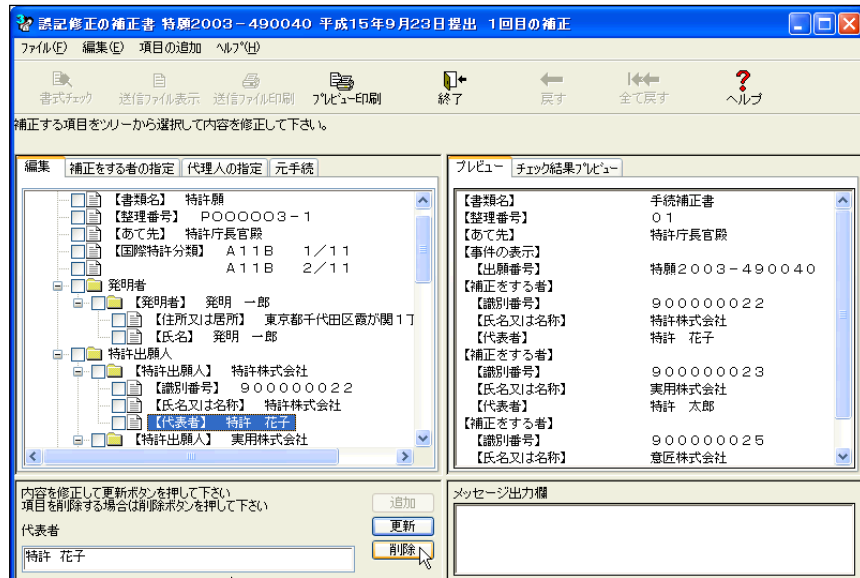 誤記修正の補正書 特願2003－490040 平成15年9月23日提出 1回目の補正
ファイル(F) 編集(E) 項目の追加 ヘルプ(H)
書式チェック 送信ファイル表示 送信ファイル印刷 プレビュー印刷 終了 戻す 全て戻す ヘルプ
補正する項目をツリーから選択して内容を修正して下さい。
編集 補正をする者の指定 代理人の指定 元手続
【書類名】 特許願
【整理番号】 P000003－1
【あて先】 特許庁長官殿
【国際特許分類】 A11B 1／11
A11B 2／11
発明者
【発明者】 発明 一郎
【住所又は居所】 東京都千代田区霞が関1丁
【氏名】 発明 一郎
特許出願人
【特許出願人】 特許株式会社
【識別番号】 900000022
【氏名又は名称】 特許株式会社
【代表者】 特許 花子
【特許出願人】 実用株式会社
プレビュー チェック結果プレビュー
【書類名】 手続補正書
【整理番号】 01
【あて先】 特許庁長官殿
【事件の表示】
【出願番号】 特願2003－490040
【補正をする者】
【識別番号】 900000022
【氏名又は名称】 特許株式会社
【代表者】 特許 花子
【補正をする者】
【識別番号】 900000023
【氏名又は名称】 実用株式会社
【代表者】 特許 太郎
【補正をする者】
【識別番号】 900000025
【氏名又は名称】 意匠株式会社
内容を修正して更新ボタンを押して下さい
項目を削除する場合は削除ボタンを押して下さい
追加
代表者
更新
特許 花子
削除
メッセージ出力欄